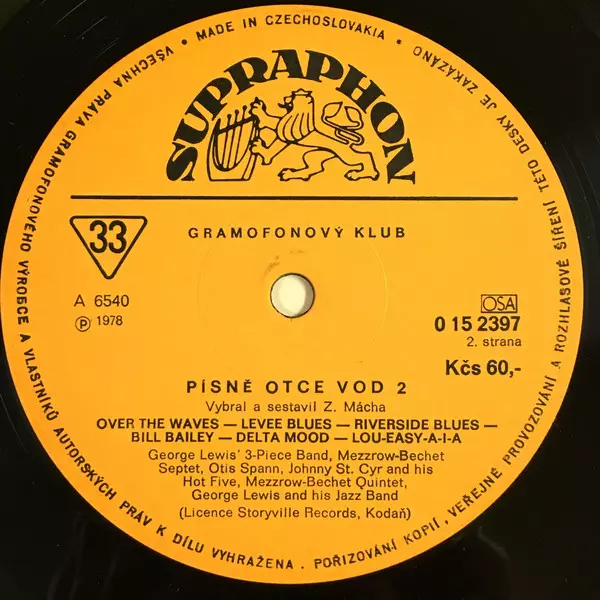 • MADE IN CZECHOSLOVAKIA •
VŠECHNA PRÁVA GRAMOFONOVÉHO VÝROBCE A VLASTNÍKŮ AUTORSKÝCH PRÁV K DÍLU VYHRAŽENA. POŘIZOVÁNÍ KOPIÍ, VEŘEJNÉ PROVOZOVÁNÍ A ROZHLASOVÉ ŠÍŘENÍ TÉTO DESKY JE ZAKÁZÁNO
SUPRAPHON
33
GRAMOFONOVÝ KLUB
A 6540
Ⓟ 1978
OSA
0 15 2397
2. strana
Kčs 60,-
PÍSNĚ OTCE VOD 2
Vybral a sestavil Z. Mácha
OVER THE WAVES — LEVEE BLUES — RIVERSIDE BLUES —
BILL BAILEY — DELTA MOOD — LOU-EASY-A-I-A
George Lewis' 3-Piece Band, Mezzrow-Bechet
Septet, Otis Spann, Johnny St. Cyr and his
Hot Five, Mezzrow-Bechet Quintet,
George Lewis and his Jazz Band
(Licence Storyville Records, Kodaň)